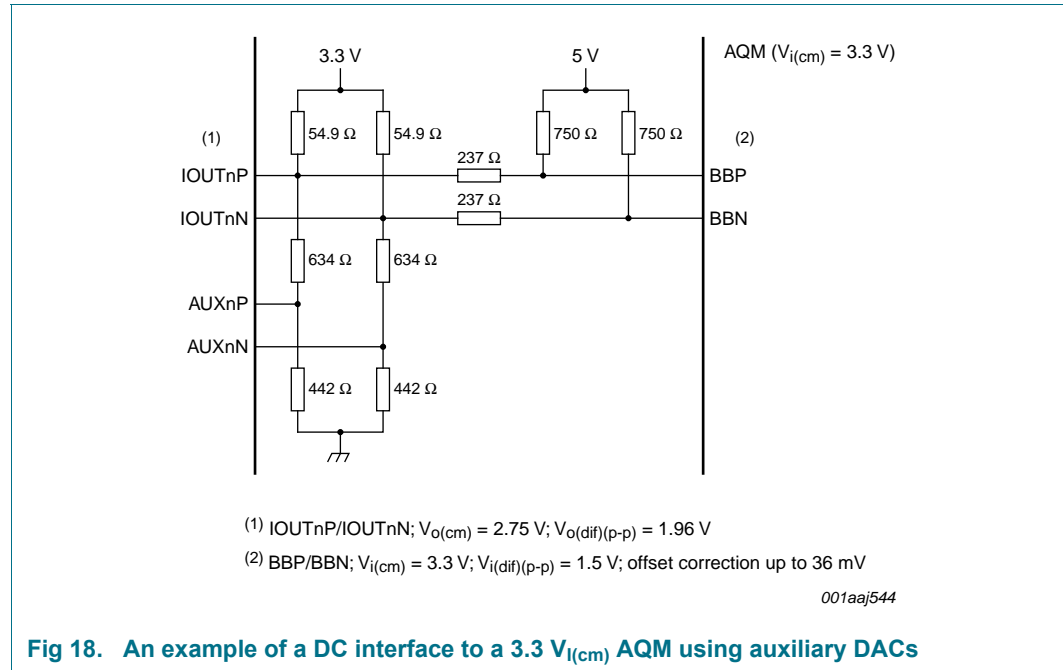 3.3 V
5 V
AQM (Vi(cm) = 3.3 V)
(1)
54.9 Ω
54.9 Ω
750 Ω
750 Ω
(2)
237 Ω
IOUTnP
BBP
237 Ω
IOUTnN
BBN
634 Ω
634 Ω
AUXnP
AUXnN
442 Ω
442 Ω
(1) IOUTnP/IOUTnN; Vo(cm) = 2.75 V; Vo(dif)(p-p) = 1.96 V
(2) BBP/BBN; Vi(cm) = 3.3 V; Vi(dif)(p-p) = 1.5 V; offset correction up to 36 mV
001aaj544
Fig 18. An example of a DC interface to a 3.3 VI(cm) AQM using auxiliary DACs